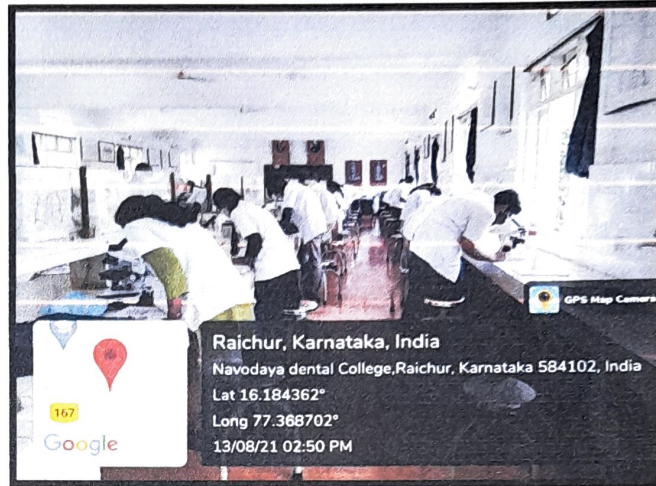 GPS Map Camera
Raichur, Karnataka, India
Navodaya dental College,Raichur, Karnataka 584102, India
Lat 16.184362°
Long 77.368702°
13/08/21 02:50 PM
167
Google